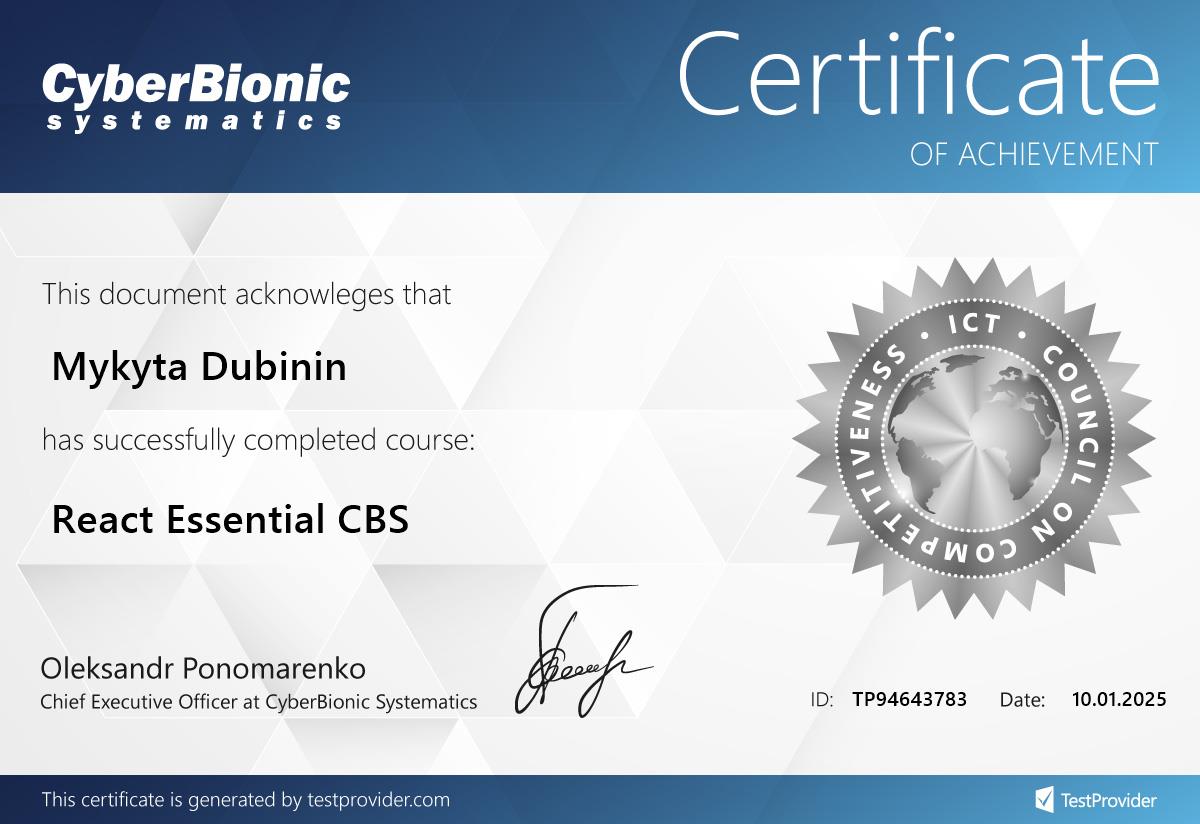 CyberBionic
systematics
Certificate
OF ACHIEVEMENT
This document acknowleges that
Mykyta Dubinin
has successfully completed course:
React Essential CBS
ICT • COUNCIL ON COMPETITIVENESS •
Oleksandr Ponomarenko
Chief Executive Officer at CyberBionic Systematics
ID: TP94643783 Date: 10.01.2025
This certificate is generated by testprovider.com
TestProvider